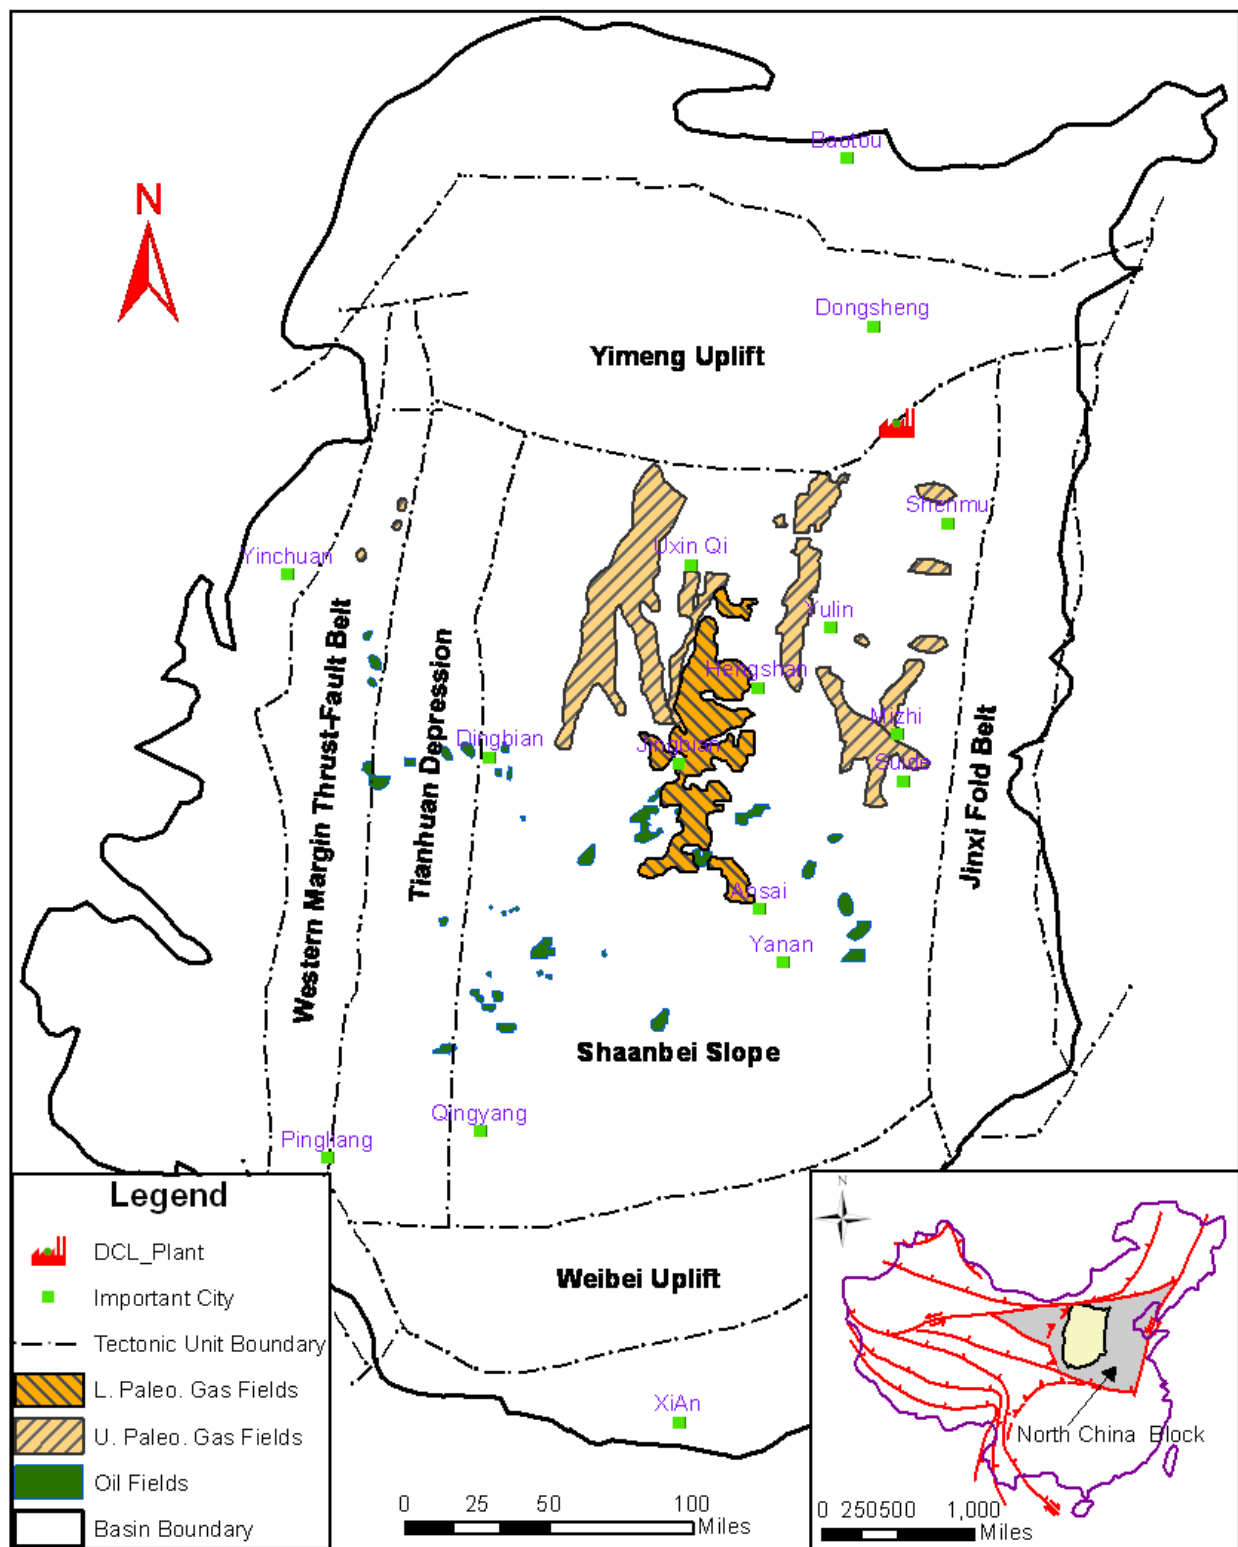 Baotou
N
Dongsheng
Yimeng Uplift
Shenmu
Yinchuan
Uxin Qi
Yulin
Western Margin Thrust-Fault Belt
Tianhuan Depression
Hengshan
Jinxi Fold Belt
Mizhi
Dingbian
Jingbian
Suide
Ansai
Yanan
Shaanbei Slope
Qingyang
Pingliang
Legend
DCL_Plant
Important City
Tectonic Unit Boundary
L. Paleo. Gas Fields
U. Paleo. Gas Fields
Oil Fields
Basin Boundary
Weibei Uplift
XiAn
0 25 50 100
Miles
N
North China Block
0 250500 1,000
Miles